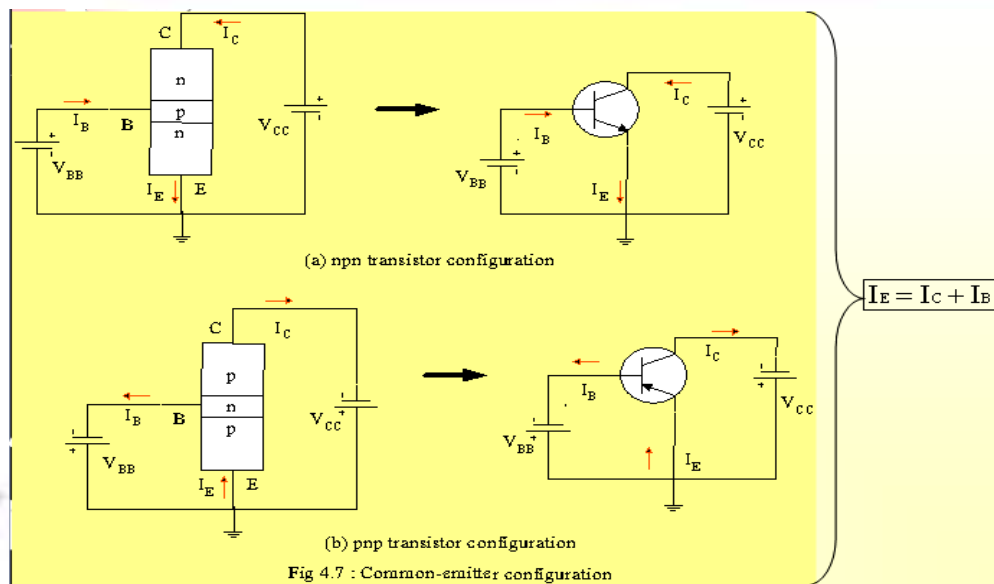 C
I_C
n
p
n
I_B
B
V_BB
V_CC
I_E
E
+
-
+
-
I_B
I_C
V_BB
V_CC
I_E
+
-
+
-
(a) npn transistor configuration
I_E = I_C + I_B
C
I_C
p
n
p
I_B
B
V_BB
V_CC
I_E
E
-
+
-
+
I_B
I_C
V_BB
V_CC
I_E
-
+
-
+
(b) pnp transistor configuration
Fig 4.7 : Common-emitter configuration